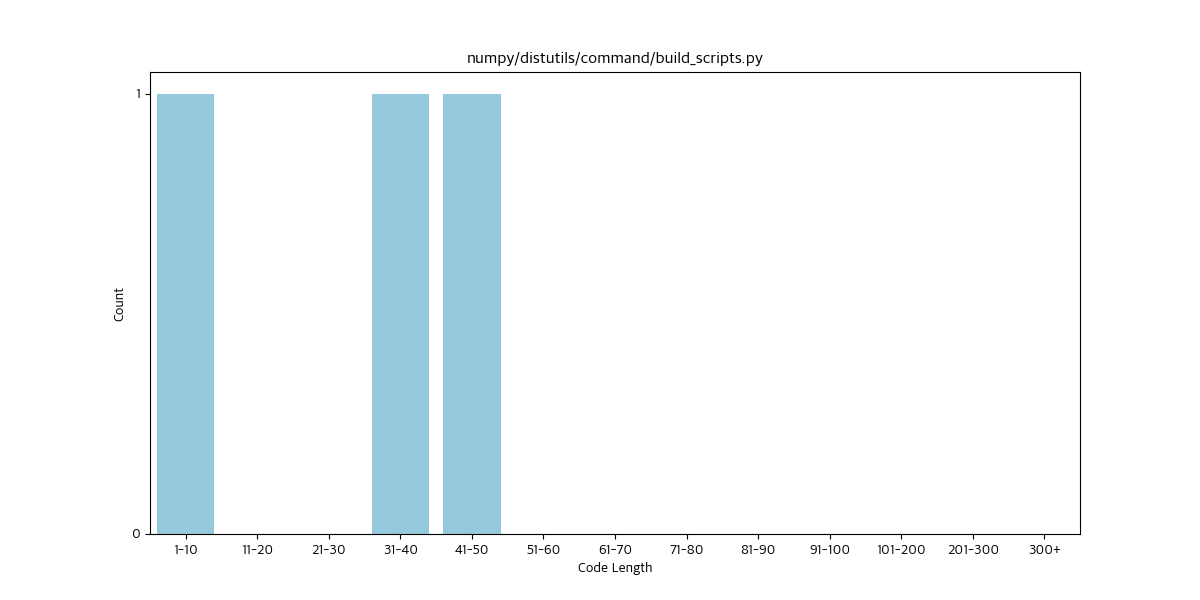 numpy/distutils/command/build_scripts.py
Count
1
0
1-10 11-20 21-30 31-40 41-50 51-60 61-70 71-80 81-90 91-100 101-200 201-300 300+
Code Length